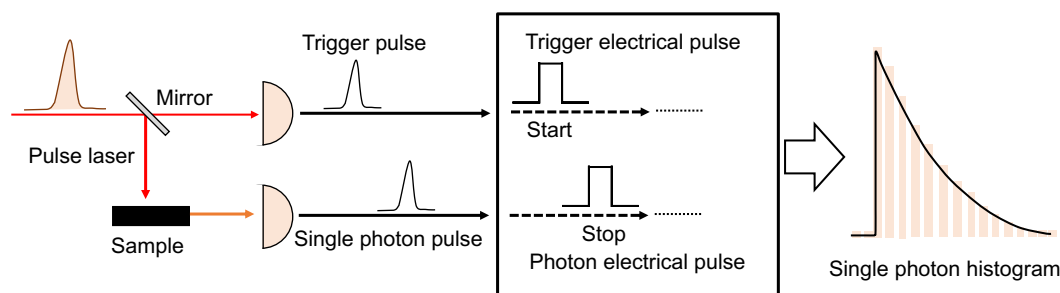 Trigger pulse
Trigger electrical pulse
Mirror
Start
Pulse laser
Sample
Single photon pulse
Stop
Photon electrical pulse
Single photon histogram